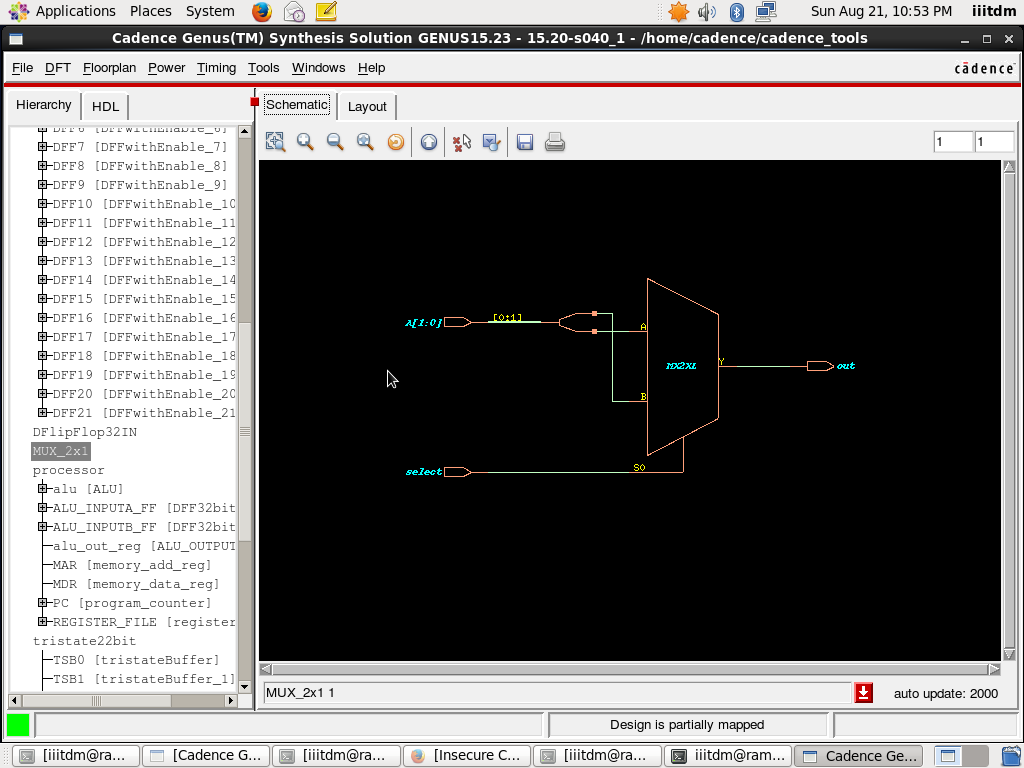 Applications Places System Sun Aug 21, 10:53 PM iiitdm
Cadence Genus(TM) Synthesis Solution GENUS15.23 - 15.20-s040_1 - /home/cadence/cadence_tools
File DFT Floorplan Power Timing Tools Windows Help cādence
Hierarchy HDL
Schematic Layout
1 1
DFF6 [DFFwithEnable_6]
DFF7 [DFFwithEnable_7]
DFF8 [DFFwithEnable_8]
DFF9 [DFFwithEnable_9]
DFF10 [DFFwithEnable_10
DFF11 [DFFwithEnable_11
DFF12 [DFFwithEnable_12
DFF13 [DFFwithEnable_13
DFF14 [DFFwithEnable_14
DFF15 [DFFwithEnable_15
DFF16 [DFFwithEnable_16
DFF17 [DFFwithEnable_17
DFF18 [DFFwithEnable_18
DFF19 [DFFwithEnable_19
DFF20 [DFFwithEnable_20
DFF21 [DFFwithEnable_21
DFlipFlop32IN
MUX_2x1
processor
alu [ALU]
ALU_INPUTA_FF [DFF32bit
ALU_INPUTB_FF [DFF32bit
alu_out_reg [ALU_OUTPUT
MAR [memory_add_reg]
MDR [memory_data_reg]
PC [program_counter]
REGISTER_FILE [register
tristate22bit
TSB0 [tristateBuffer]
TSB1 [tristateBuffer_1]
A[1:0] [0:1] A
MX2XL Y out
B
select S0
MUX_2x1 1 auto update: 2000
Design is partially mapped
[iiitdm@ra... [Cadence G... [iiitdm@ra... [Insecure C... [iiitdm@ra... iiitdm@ram... Cadence Ge...